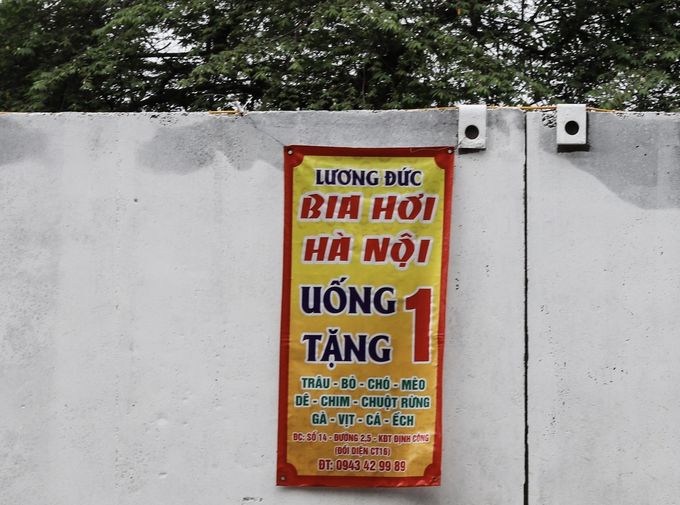 LƯƠNG ĐỨC
BIA HƠI
HÀ NỘI
UỐNG 1
TẶNG 1
TRÂU - BÒ - CHÓ - MÈO
DÊ - CHIM - CHUỘT RỪNG
GÀ - VỊT - CÁ - ẾCH
ĐC: SỐ 14 - ĐƯỜNG 2.5 - KĐT ĐỊNH CÔNG
(ĐỐI DIỆN CT16)
ĐT: 0943 42 99 89